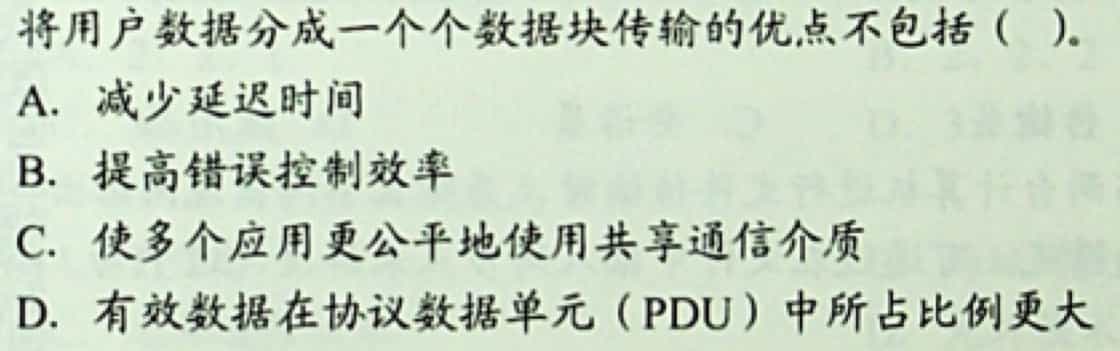 将用户数据分成一个个数据块传输的优点不包括（ ）。
A. 减少延迟时间
B. 提高错误控制效率
C. 使多个应用更公平地使用共享通信介质
D. 有效数据在协议数据单元（PDU）中所占比例更大